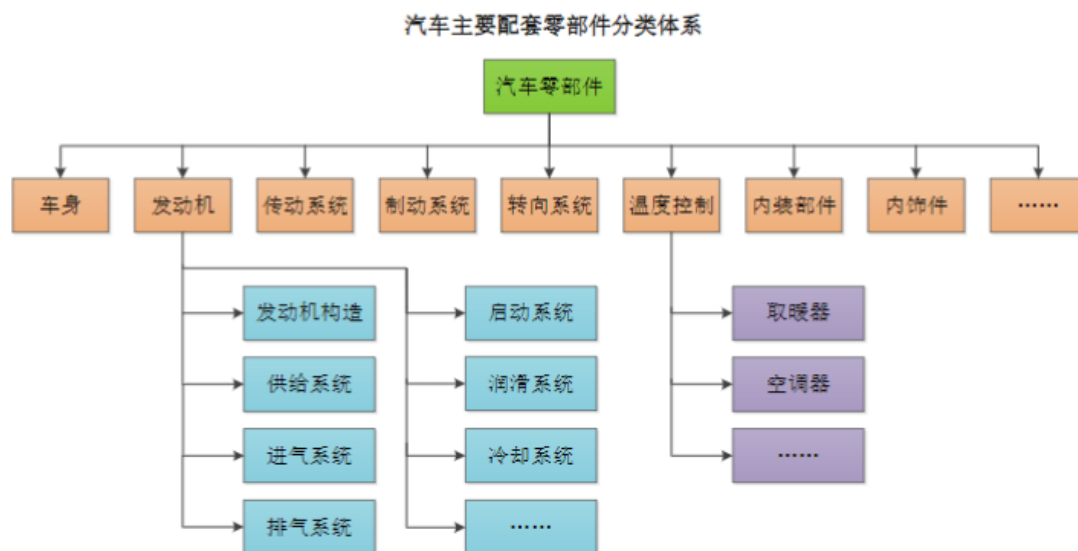 汽车主要配套零部件分类体系
汽车零部件
车身
发动机
传动系统
制动系统
转向系统
温度控制
内装部件
内饰件
……
发动机构造
启动系统
取暖器
供给系统
润滑系统
空调器
进气系统
冷却系统
……
排气系统
……